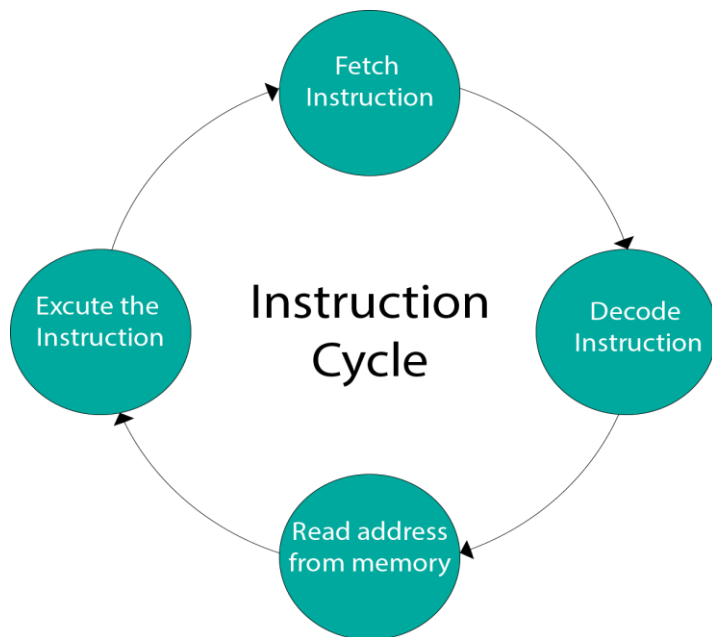 Fetch
Instruction
Excute the
Instruction
Instruction
Cycle
Decode
Instruction
Read address
from memory